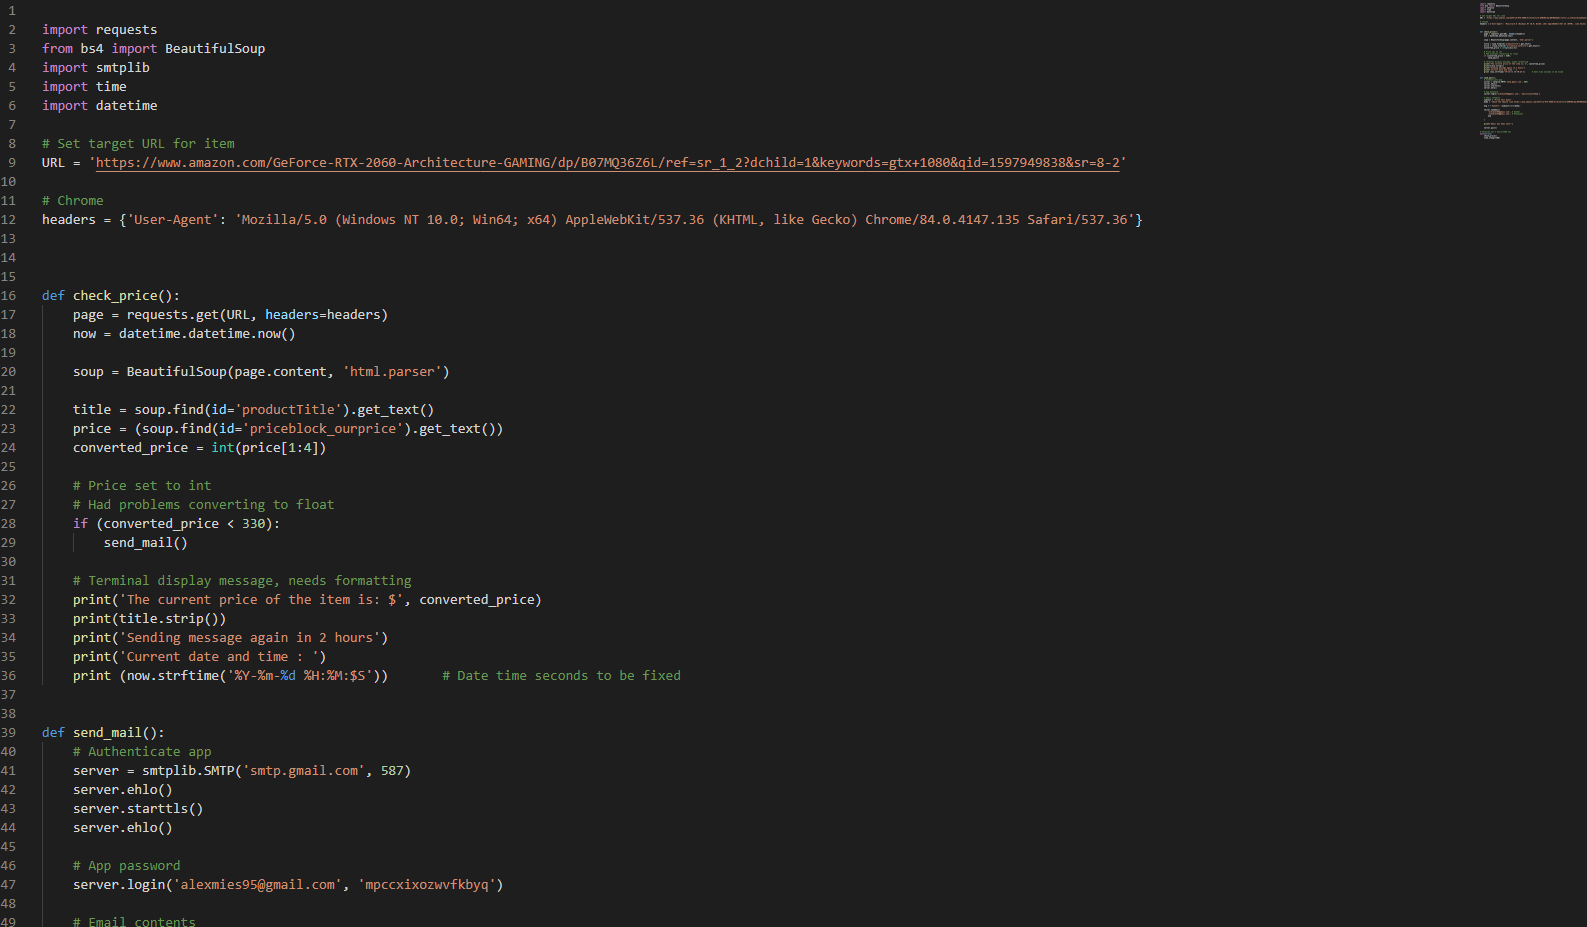 1
2 import requests
3 from bs4 import BeautifulSoup
4 import smtplib
5 import time
6 import datetime
7
8 # Set target URL for item
9 URL = 'https://www.amazon.com/GeForce-RTX-2060-Architecture-GAMING/dp/B07MQ36Z6L/ref=sr_1_2?dchild=1&keywords=gtx+1080&qid=1597949838&sr=8-2'
10
11 # Chrome
12 headers = {'User-Agent': 'Mozilla/5.0 (Windows NT 10.0; Win64; x64) AppleWebKit/537.36 (KHTML, like Gecko) Chrome/84.0.4147.135 Safari/537.36'}
13
14
15
16 def check_price():
17     page = requests.get(URL, headers=headers)
18     now = datetime.datetime.now()
19
20     soup = BeautifulSoup(page.content, 'html.parser')
21
22     title = soup.find(id='productTitle').get_text()
23     price = (soup.find(id='priceblock_ourprice').get_text())
24     converted_price = int(price[1:4])
25
26     # Price set to int
27     # Had problems converting to float
28     if (converted_price < 330):
29         send_mail()
30
31     # Terminal display message, needs formatting
32     print('The current price of the item is: $', converted_price)
33     print(title.strip())
34     print('Sending message again in 2 hours')
35     print('Current date and time : ')
36     print (now.strftime('%Y-%m-%d %H:%M:$S'))       # Date time seconds to be fixed
37
38
39 def send_mail():
40     # Authenticate app
41     server = smtplib.SMTP('smtp.gmail.com', 587)
42     server.ehlo()
43     server.starttls()
44     server.ehlo()
45
46     # App password
47     server.login('alexmies95@gmail.com', 'mpccxixozwvfkbyq')
48
49     # Email contents